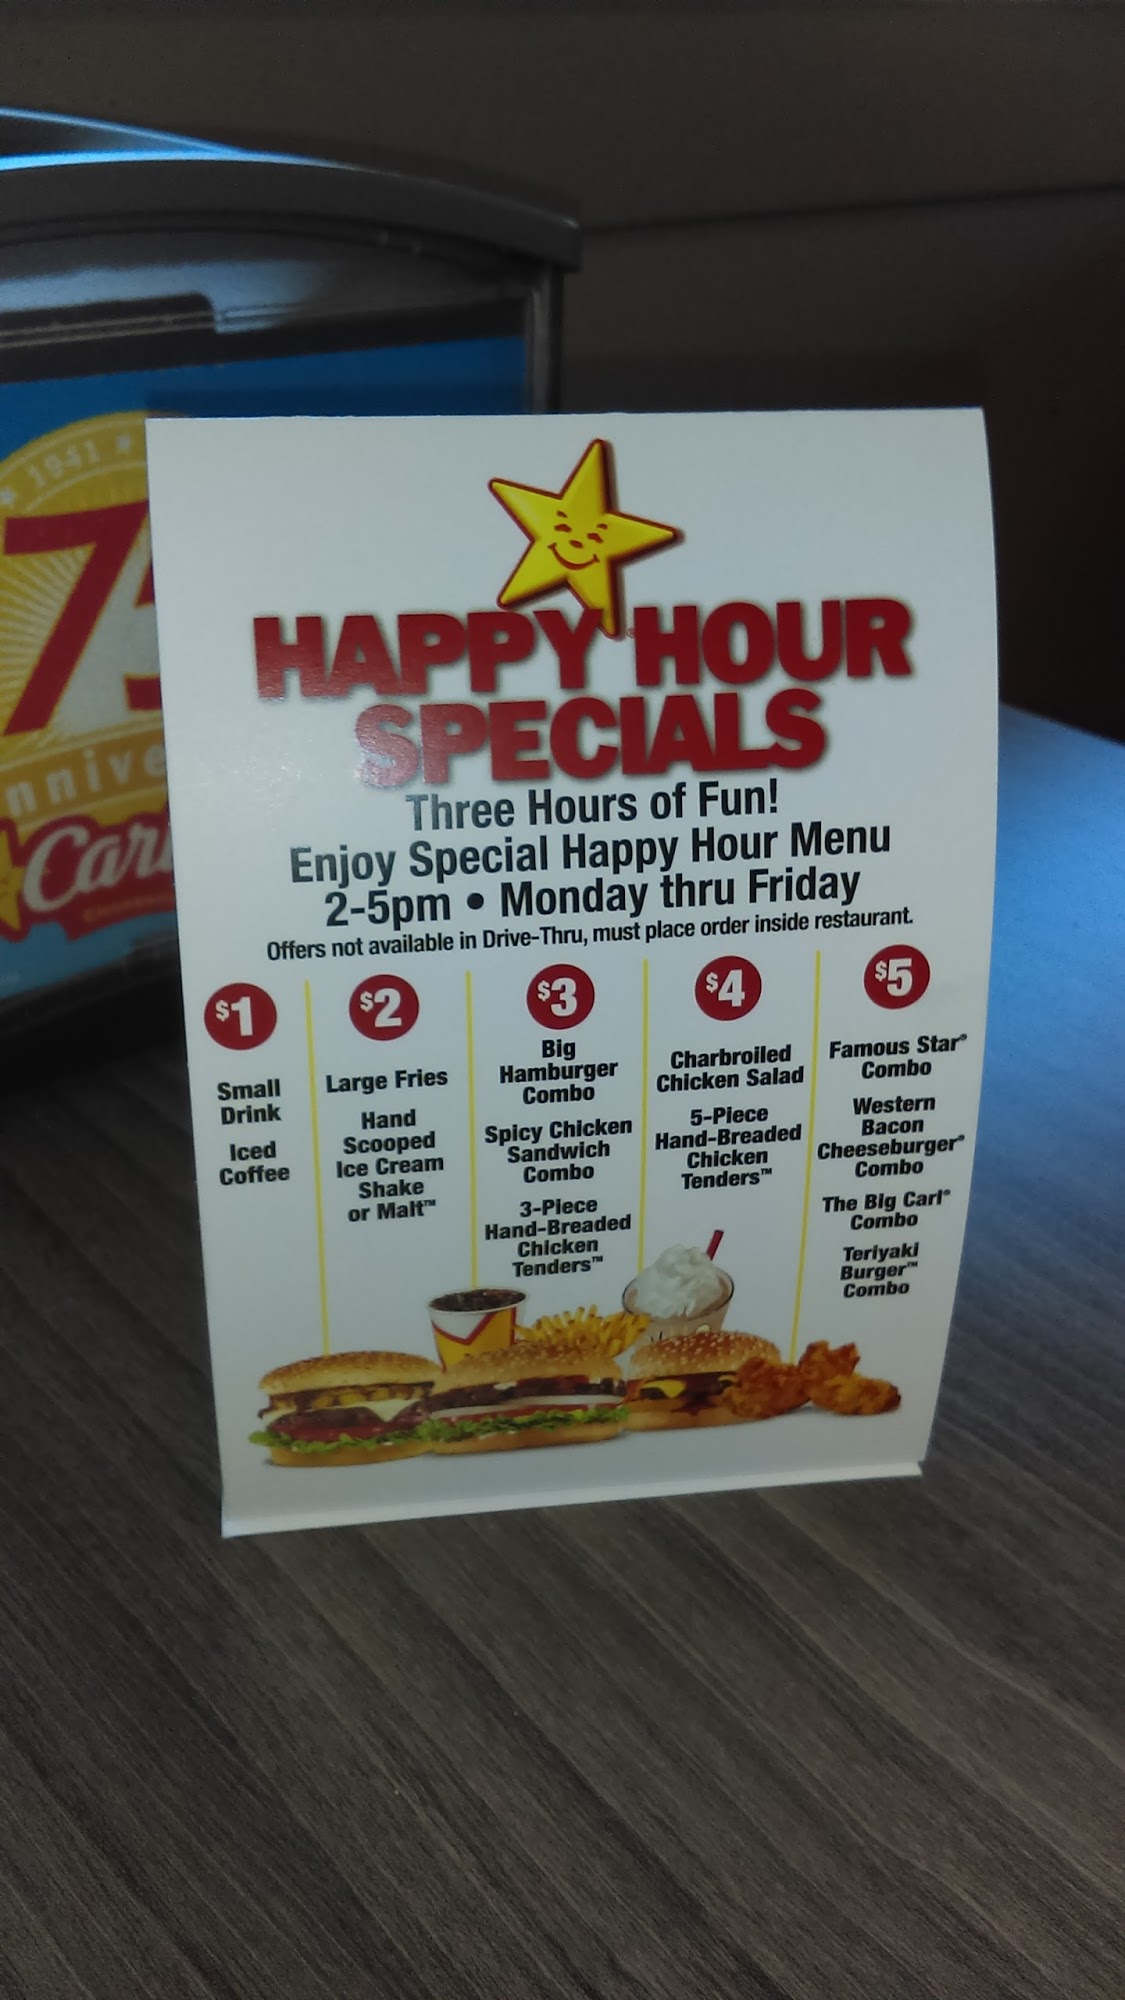 ★ 1941 ★
nnive
HAPPY HOUR
SPECIALS
Three Hours of Fun!
Enjoy Special Happy Hour Menu
2-5pm • Monday thru Friday
Offers not available in Drive-Thru, must place order inside restaurant.
$1
Small
Drink
Iced
Coffee
$2
Large Fries
Hand
Scooped
Ice Cream
Shake
or Malt™
$3
Big
Hamburger
Combo
Spicy Chicken
Sandwich
Combo
3-Piece
Hand-Breaded
Chicken
Tenders™
$4
Charbroiled
Chicken Salad
5-Piece
Hand-Breaded
Chicken
Tenders™
$5
Famous Star®
Combo
Western
Bacon
Cheeseburger®
Combo
The Big Carl®
Combo
Teriyaki
Burger™
Combo